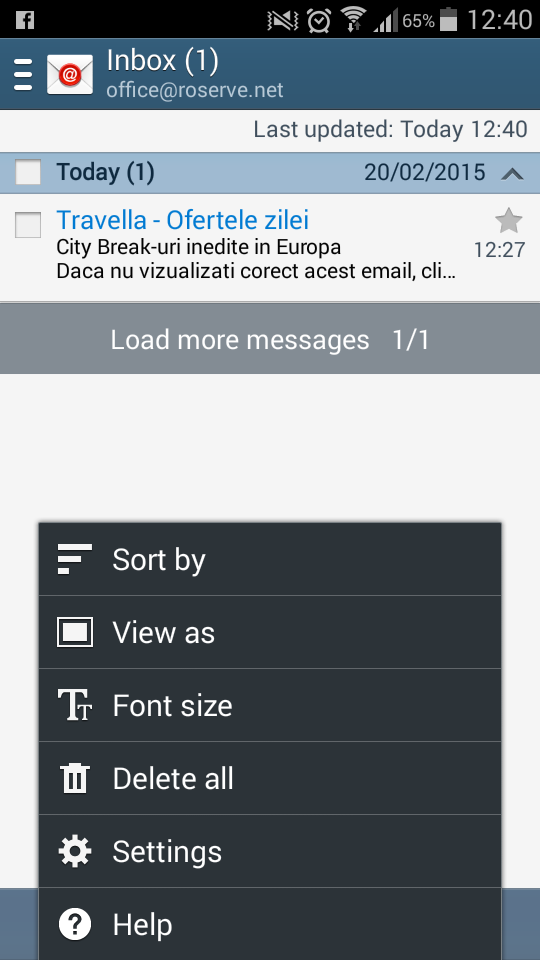 65% 12:40
Inbox (1)
office@roserve.net
Last updated: Today 12:40
Today (1) 20/02/2015
Travella - Ofertele zilei
City Break-uri inedite in Europa 12:27
Daca nu vizualizati corect acest email, cli...
Load more messages 1/1
Sort by
View as
Font size
Delete all
Settings
Help